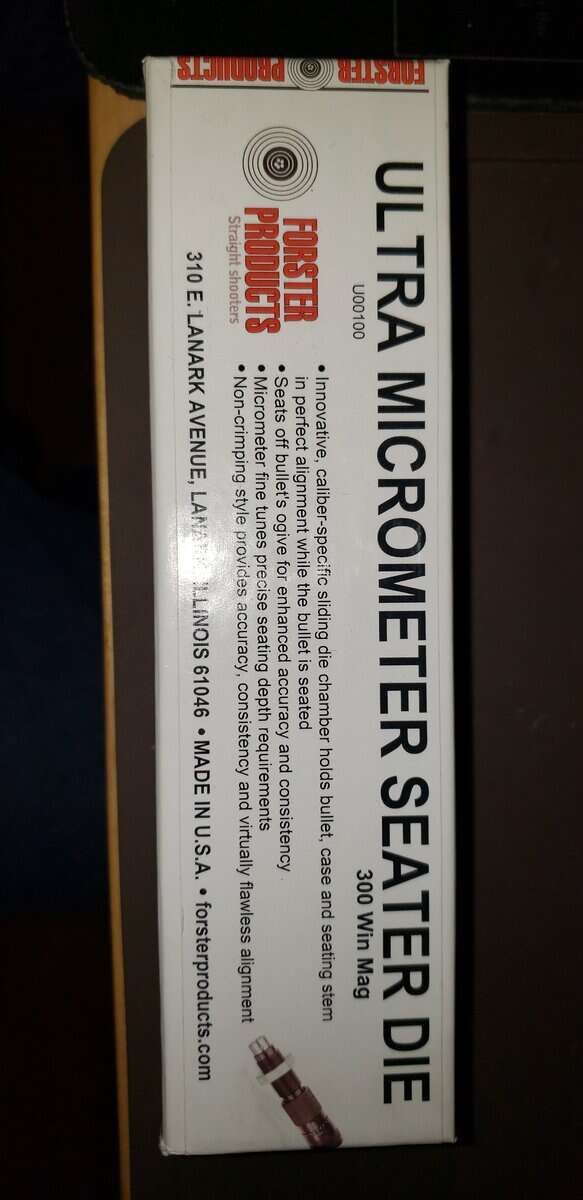 FORSTER PRODUCTS
ULTRA MICROMETER SEATER DIE
U00100
300 Win Mag
FORSTER
PRODUCTS
Straight shooters
• Innovative, caliber-specific sliding die chamber holds bullet, case and seating stem
in perfect alignment while the bullet is seated
• Seats off bullet's ogive for enhanced accuracy and consistency
• Micrometer fine tunes precise seating depth requirements
• Non-crimping style provides accuracy, consistency and virtually flawless alignment
310 E. LANARK AVENUE, LANARK ILLINOIS 61046 • MADE IN U.S.A. • forsterproducts.com